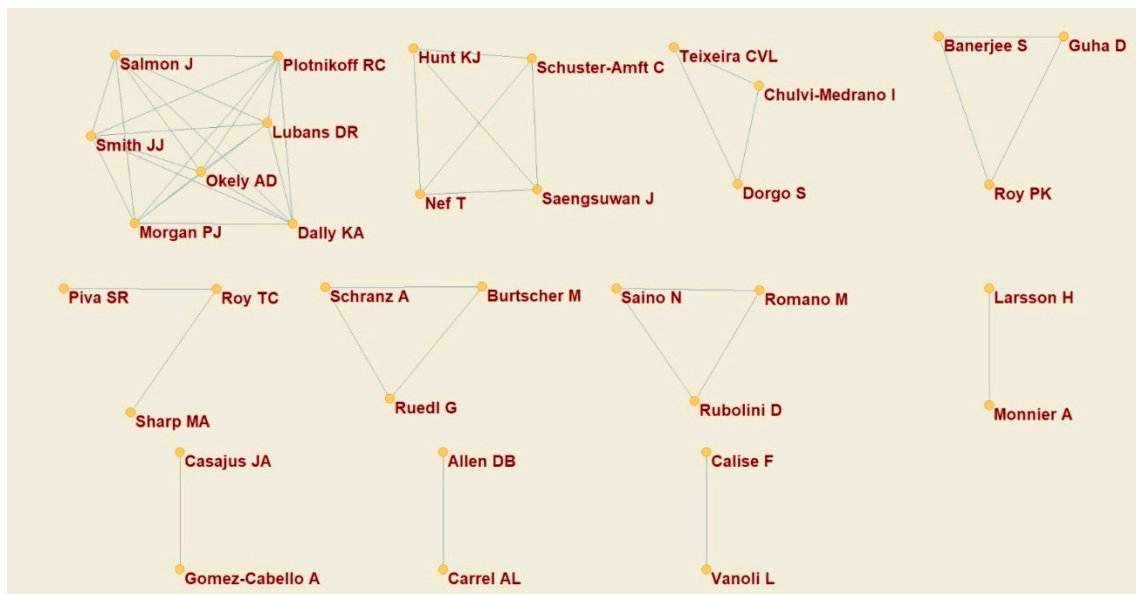 Salmon J
Plotnikoff RC
Lubans DR
Smith JJ
Okely AD
Morgan PJ
Dally KA
Hunt KJ
Schuster-Amft C
Nef T
Saengsuwan J
Teixeira CVL
Chulvi-Medrano I
Dorgo S
Banerjee S
Guha D
Roy PK
Piva SR
Roy TC
Sharp MA
Schranz A
Burtscher M
Ruedl G
Saino N
Romano M
Rubolini D
Larsson H
Monnier A
Casajus JA
Gomez-Cabello A
Allen DB
Carrel AL
Calise F
Vanoli L